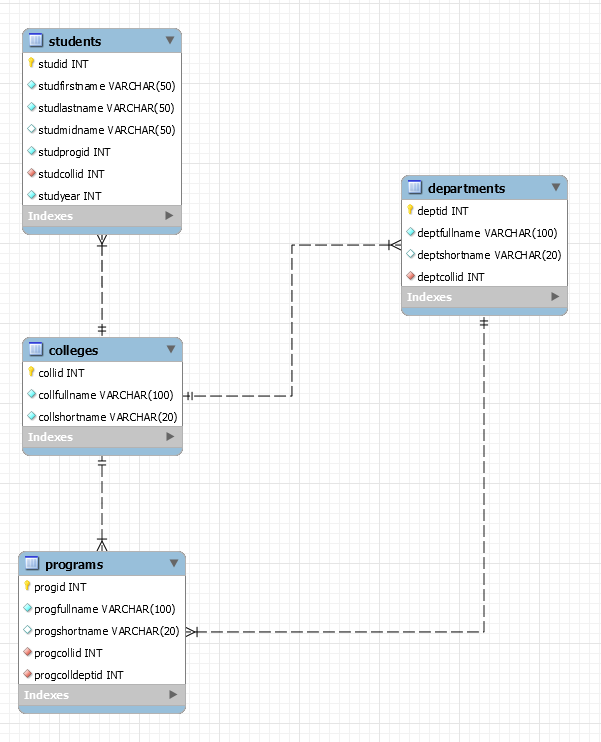 students
studid INT
studfirstname VARCHAR(50)
studlastname VARCHAR(50)
studmidname VARCHAR(50)
studprogid INT
studcollid INT
studyear INT
Indexes
departments
deptid INT
deptfullname VARCHAR(100)
deptshortname VARCHAR(20)
deptcollid INT
Indexes
colleges
collid INT
collfullname VARCHAR(100)
collshortname VARCHAR(20)
Indexes
programs
progid INT
progfullname VARCHAR(100)
progshortname VARCHAR(20)
progcollid INT
progcolldeptid INT
Indexes